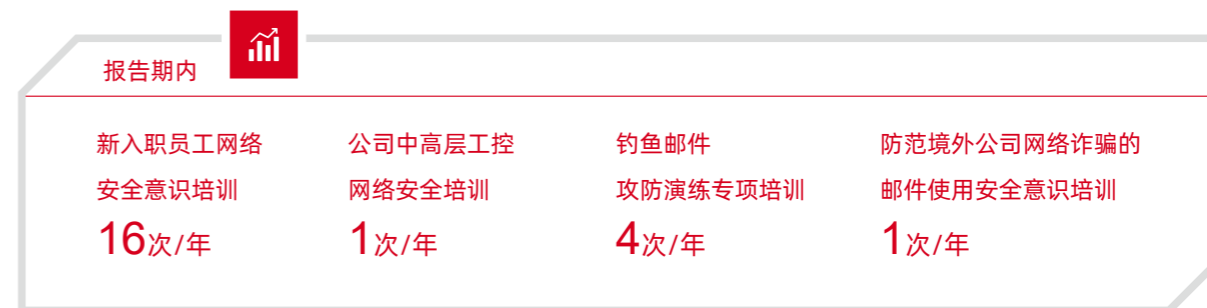 报告期内
新入职员工网络
安全意识培训
16次/年
公司中高层工控
网络安全培训
1次/年
钓鱼邮件
攻防演练专项培训
4次/年
防范境外公司网络诈骗的
邮件使用安全意识培训
1次/年